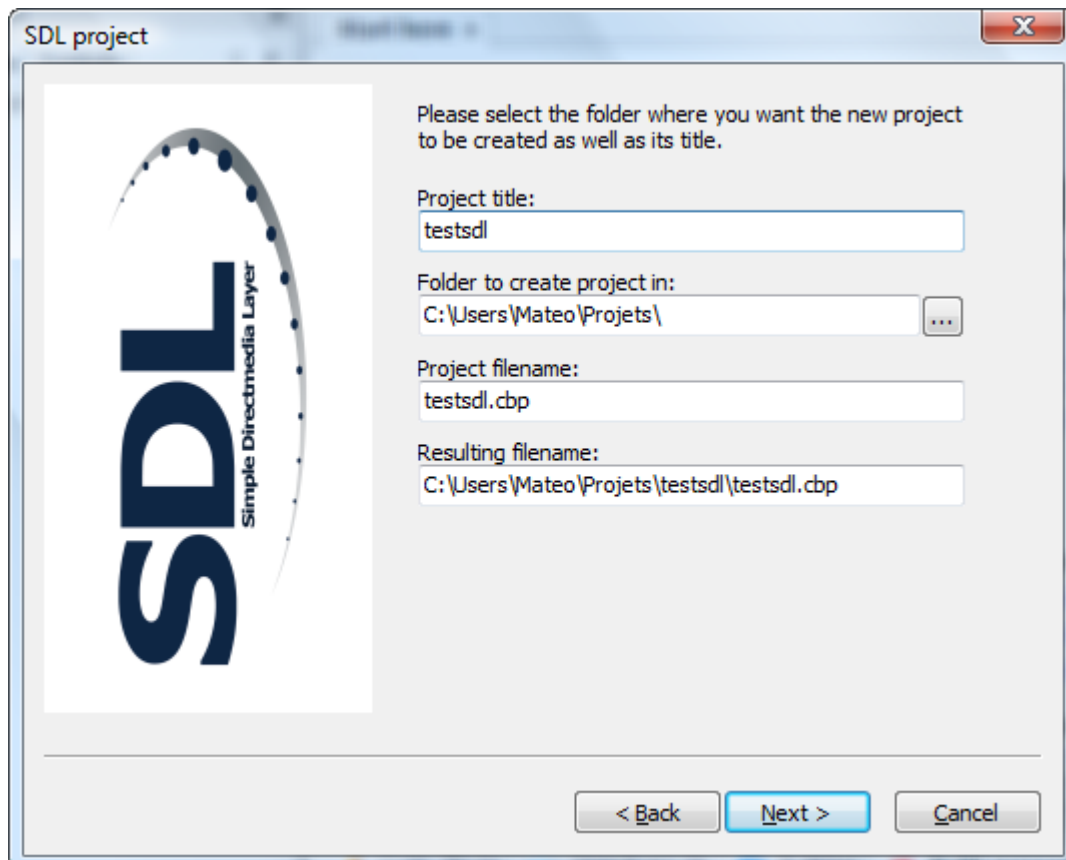 SDL project
Start here
SDL
Simple Directmedia Layer
Please select the folder where you want the new project
to be created as well as its title.
Project title:
testsdl
Folder to create project in:
C:\Users\Mateo\Projets\
...
Project filename:
testsdl.cbp
Resulting filename:
C:\Users\Mateo\Projets\testsdl\testsdl.cbp
< Back
Next >
Cancel